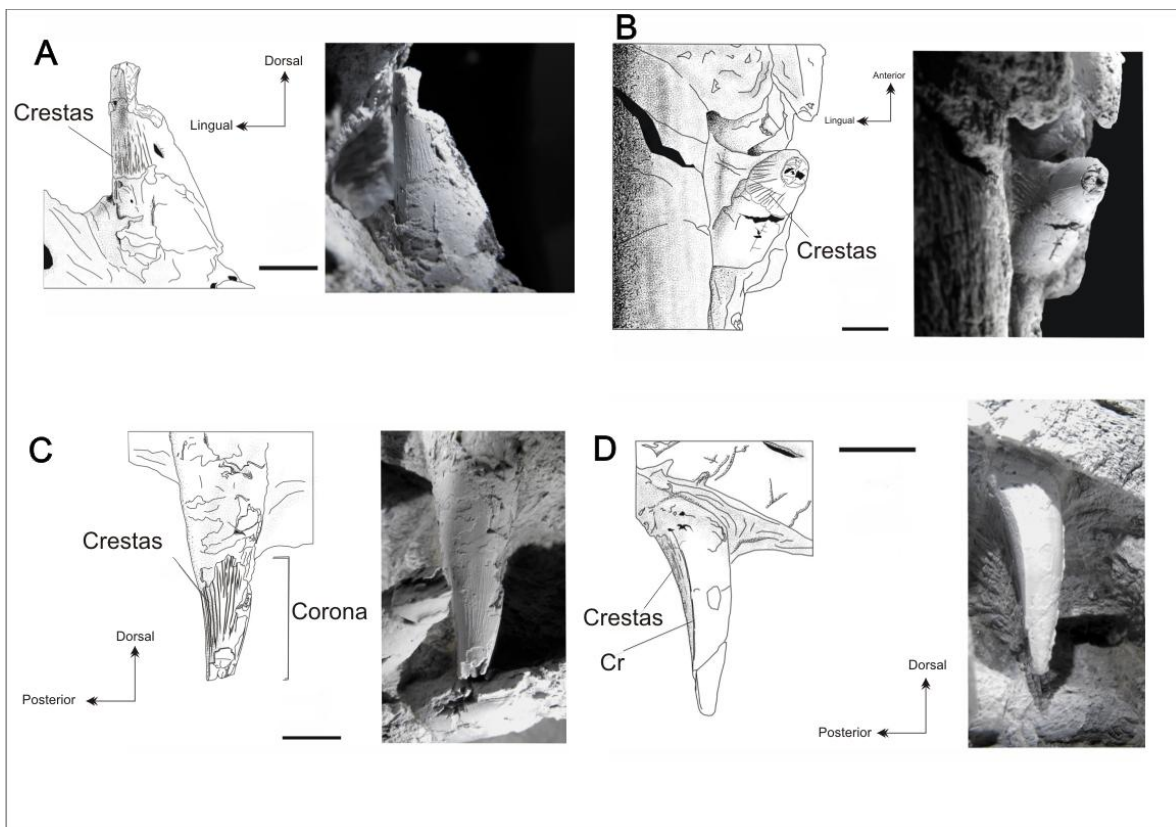 A
Dorsal
Crestas
Lingual
B
Anterior
Lingual
Crestas
C
Crestas
Corona
Dorsal
Posterior
D
Crestas
Cr
Dorsal
Posterior